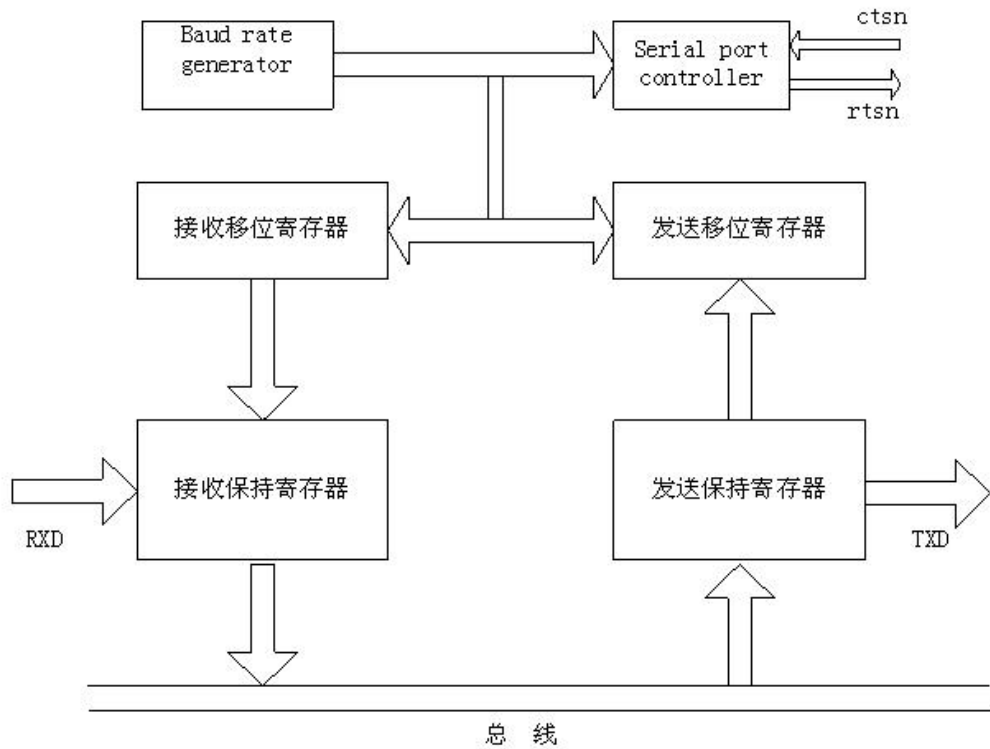 Baud rate
generator
Serial port
controller
ctsn
rtsn
接收移位寄存器
发送移位寄存器
接收保持寄存器
发送保持寄存器
RXD
TXD
总 线